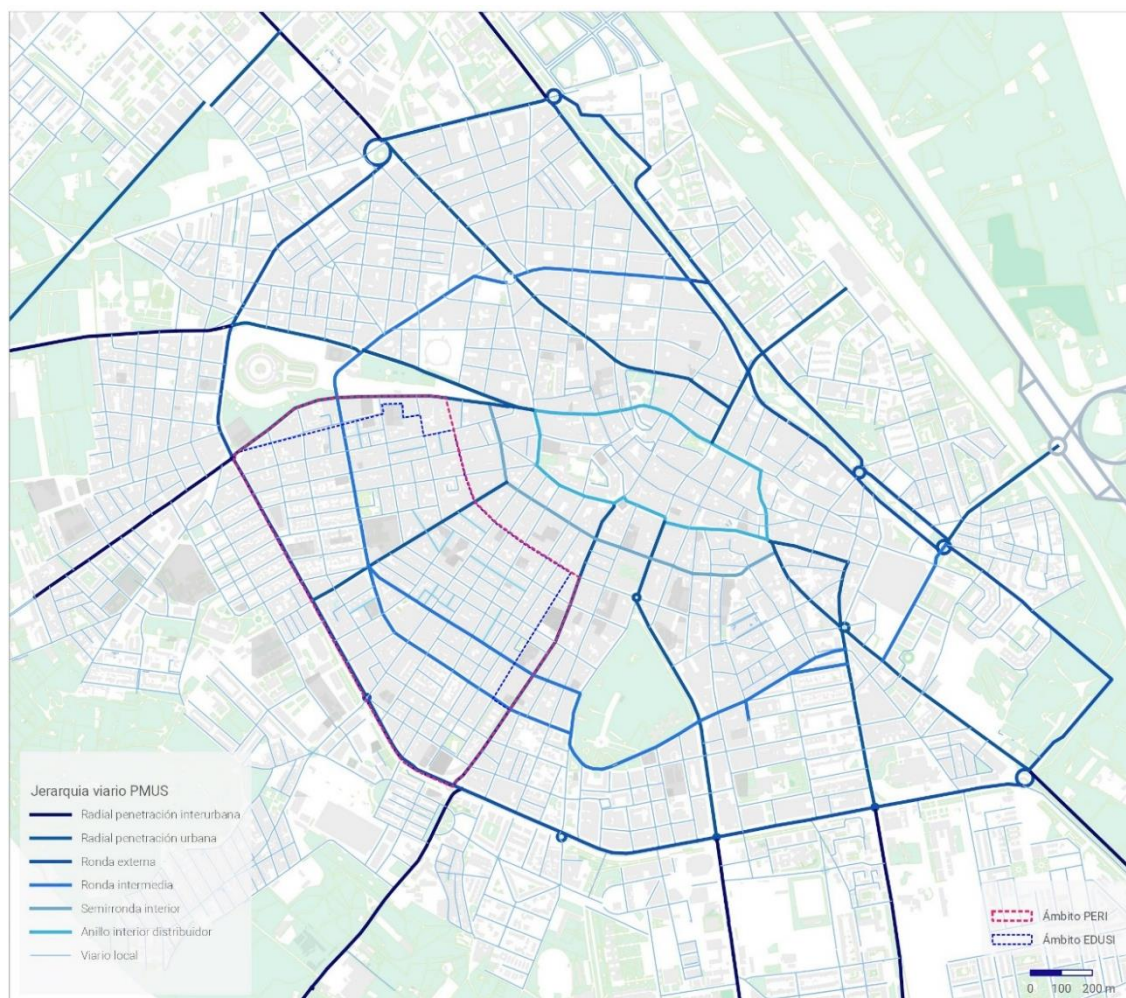 Jerarquia viario PMUS
Radial penetración interurbana
Radial penetración urbana
Ronda externa
Ronda intermedia
Semirronda interior
Anillo interior distribuidor
Viario local
Ámbito PERI
Ámbito EDUSI
0 100 200 m